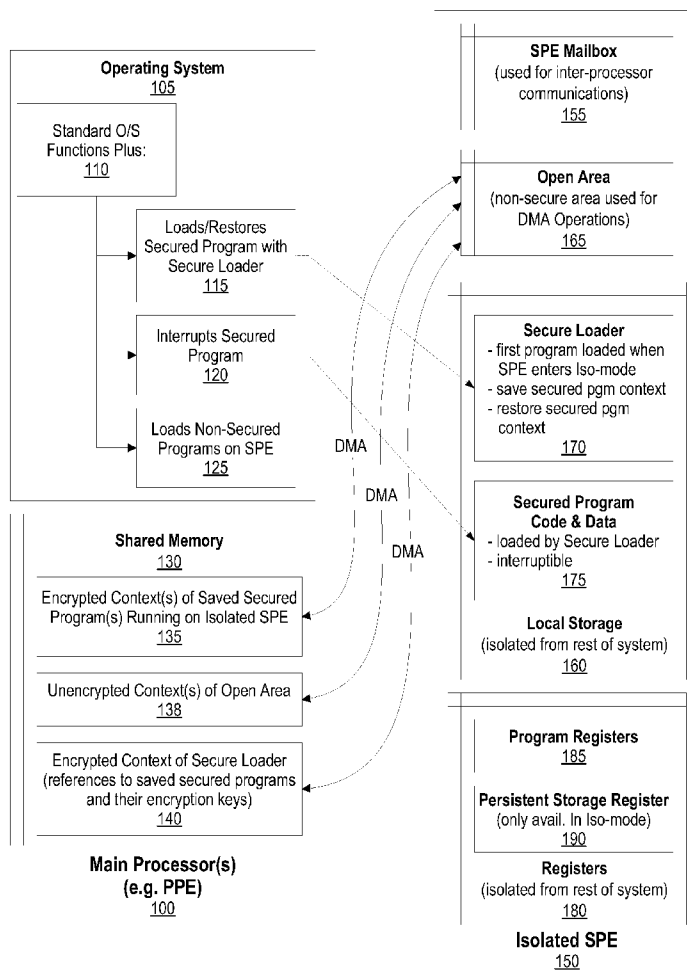 Operating System
105
Standard O/S
Functions Plus:
110
Loads/Restores
Secured Program with
Secure Loader
115
Interrupts Secured
Program
120
Loads Non-Secured
Programs on SPE
125
Shared Memory
130
Encrypted Context(s) of Saved Secured
Program(s) Running on Isolated SPE
135
Unencrypted Context(s) of Open Area
138
Encrypted Context of Secure Loader
(references to saved secured programs
and their encryption keys)
140
Main Processor(s)
(e.g. PPE)
100
DMA
DMA
DMA
SPE Mailbox
(used for inter-processor
communications)
155
Open Area
(non-secure area used for
DMA Operations)
165
Secure Loader
- first program loaded when
SPE enters Iso-mode
- save secured pgm context
- restore secured pgm
context
170
Secured Program
Code & Data
- loaded by Secure Loader
- interruptible
175
Local Storage
(isolated from rest of system)
160
Program Registers
185
Persistent Storage Register
(only avail. In Iso-mode)
190
Registers
(isolated from rest of system)
180
Isolated SPE
150